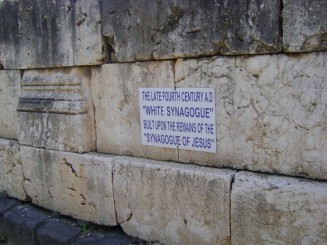 THE LATE FOURTH CENTURY A.D
"WHITE SYNAGOGUE"
BUILT UPON THE REMAINS OF THE
"SYNAGOGUE OF JESUS"